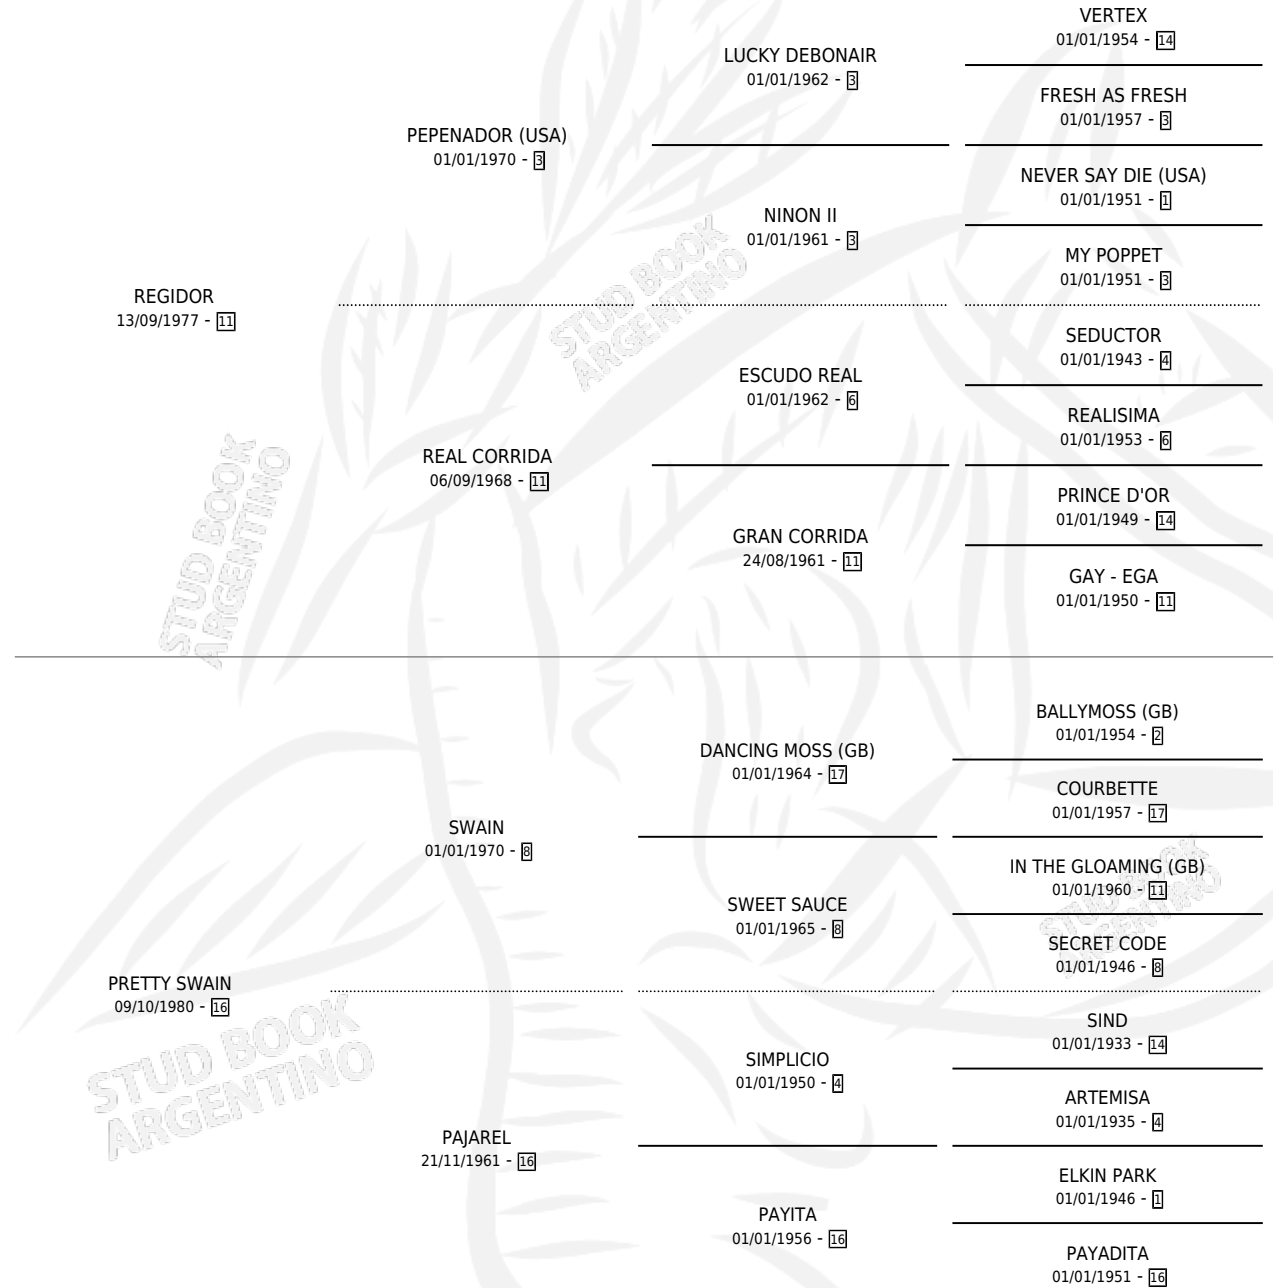 VERTEX
01/01/1954 - 14
LUCKY DEBONAIR
01/01/1962 - 3
FRESH AS FRESH
01/01/1957 - 3
PEPENADOR (USA)
01/01/1970 - 3
NEVER SAY DIE (USA)
01/01/1951 - 1
NINON II
01/01/1961 - 3
MY POPPET
01/01/1951 - 3
REGIDOR
13/09/1977 - 11
STUD BOOK
ARGENTINO
SEDUCTOR
01/01/1943 - 4
ESCUDO REAL
01/01/1962 - 6
REALISIMA
01/01/1953 - 6
REAL CORRIDA
06/09/1968 - 11
PRINCE D'OR
01/01/1949 - 14
GRAN CORRIDA
24/08/1961 - 11
GAY - EGA
01/01/1950 - 11
STUD BOOK
ARGENTINO
BALLYMOSS (GB)
01/01/1954 - 2
DANCING MOSS (GB)
01/01/1964 - 17
COURBETTE
01/01/1957 - 17
SWAIN
01/01/1970 - 8
IN THE GLOAMING (GB)
01/01/1960 - 11
STUD BOOK
ARGENTINO
SWEET SAUCE
01/01/1965 - 8
SECRET CODE
01/01/1946 - 8
PRETTY SWAIN
09/10/1980 - 16
STUD BOOK
ARGENTINO
SIND
01/01/1933 - 14
SIMPLICIO
01/01/1950 - 4
ARTEMISA
01/01/1935 - 4
PAJAREL
21/11/1961 - 16
ELKIN PARK
01/01/1946 - 1
PAYITA
01/01/1956 - 16
PAYADITA
01/01/1951 - 16